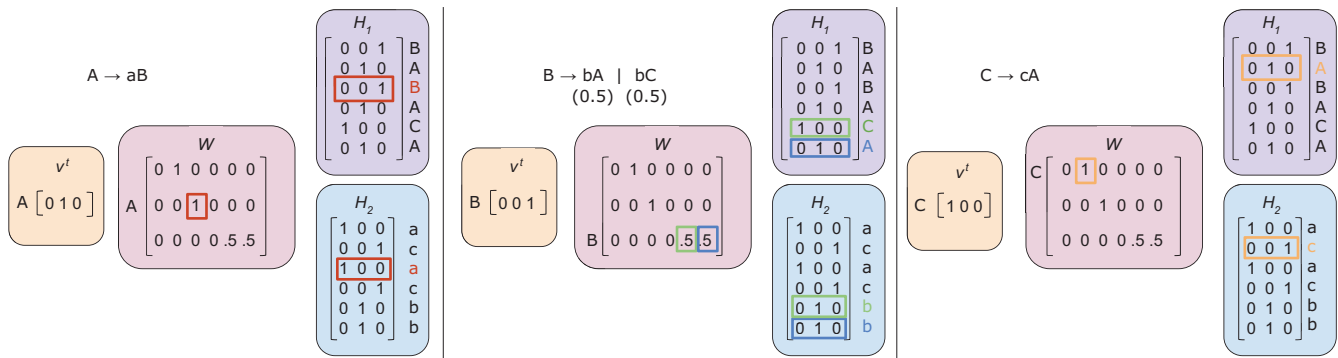 A → aB
v^t
A [0 1 0]
W
0 1 0 0 0 0
A 0 0 1 0 0 0
0 0 0 0 .5 .5
H_1
0 0 1 B
0 1 0 A
0 0 1 B
0 1 0 A
1 0 0 C
0 1 0 A
H_2
1 0 0 a
0 0 1 c
1 0 0 a
0 0 1 c
0 1 0 b
0 1 0 b
B → bA | bC
(0.5) (0.5)
v^t
B [0 0 1]
W
0 1 0 0 0 0
0 0 1 0 0 0
B 0 0 0 0 .5 .5
H_1
0 0 1 B
0 1 0 A
0 0 1 B
0 1 0 A
1 0 0 C
0 1 0 A
H_2
1 0 0 a
0 0 1 c
1 0 0 a
0 0 1 c
0 1 0 b
0 1 0 b
C → cA
v^t
C [1 0 0]
W
C 0 1 0 0 0 0
0 0 1 0 0 0
0 0 0 0 .5 .5
H_1
0 0 1 B
0 1 0 A
0 0 1 B
0 1 0 A
1 0 0 C
0 1 0 A
H_2
1 0 0 a
0 0 1 c
1 0 0 a
0 0 1 c
0 1 0 b
0 1 0 b